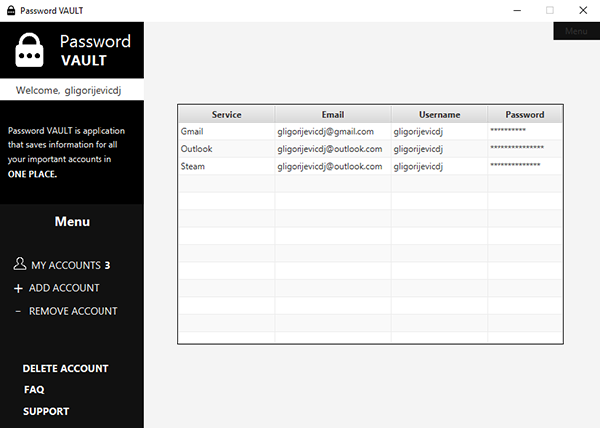 Password VAULT
Menu
Password
VAULT
Welcome, gligorijevicdj
Password VAULT is application
that saves information for all
your important accounts in
ONE PLACE.
Menu
MY ACCOUNTS 3
+ ADD ACCOUNT
- REMOVE ACCOUNT
DELETE ACCOUNT
FAQ
SUPPORT
Service Email Username Password
Gmail gligorijevicdj@gmail.com gligorijevicdj **********
Outlook gligorijevicdj@outlook.com gligorijevicdj ***************
Steam gligorijevicdj@outlook.com gligorijevicdj **************